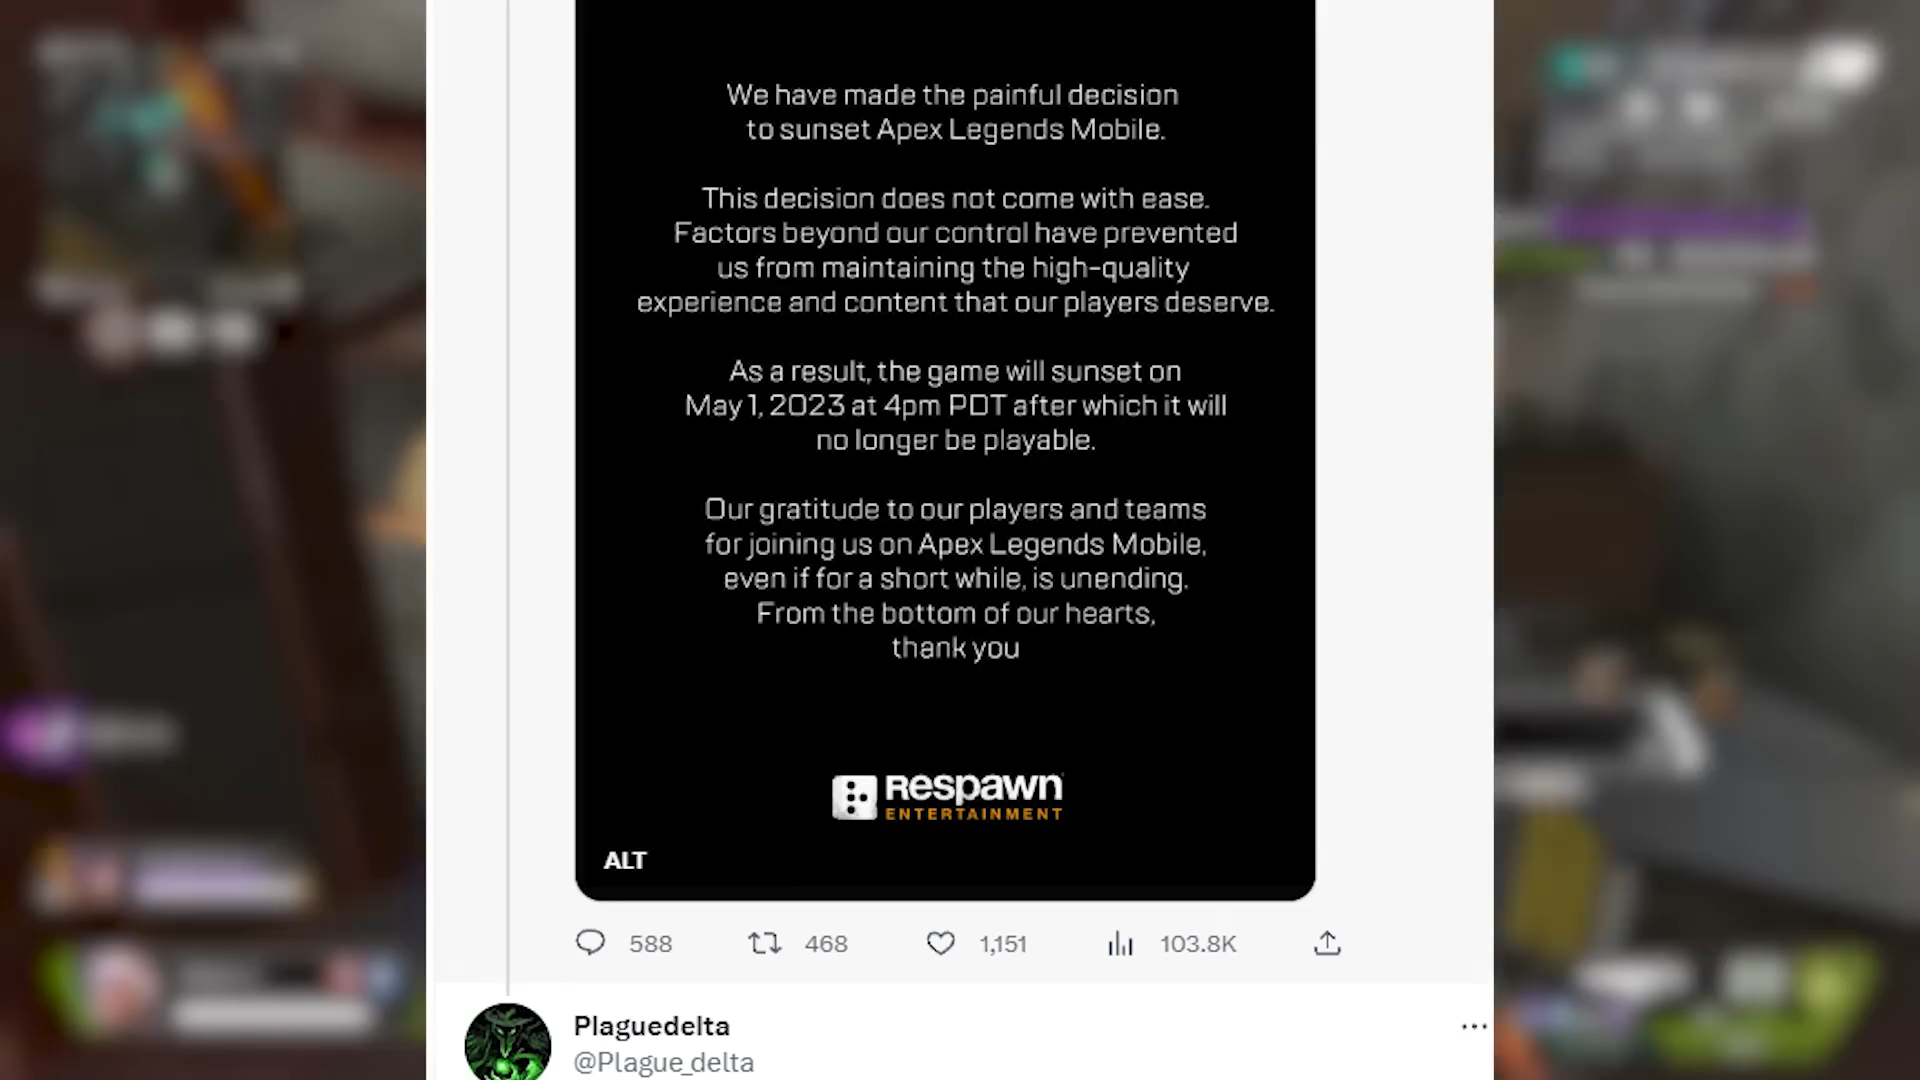 We have made the painful decision
to sunset Apex Legends Mobile.
This decision does not come with ease.
Factors beyond our control have prevented
us from maintaining the high-quality
experience and content that our players deserve.
As a result, the game will sunset on
May 1, 2023 at 4pm PDT after which it will
no longer be playable.
Our gratitude to our players and teams
for joining us on Apex Legends Mobile,
even if for a short while, is unending.
From the bottom of our hearts,
thank you
Respawn
ENTERTAINMENT
ALT
588 468 1,151 103.8K
Plaguedelta
@Plague_delta